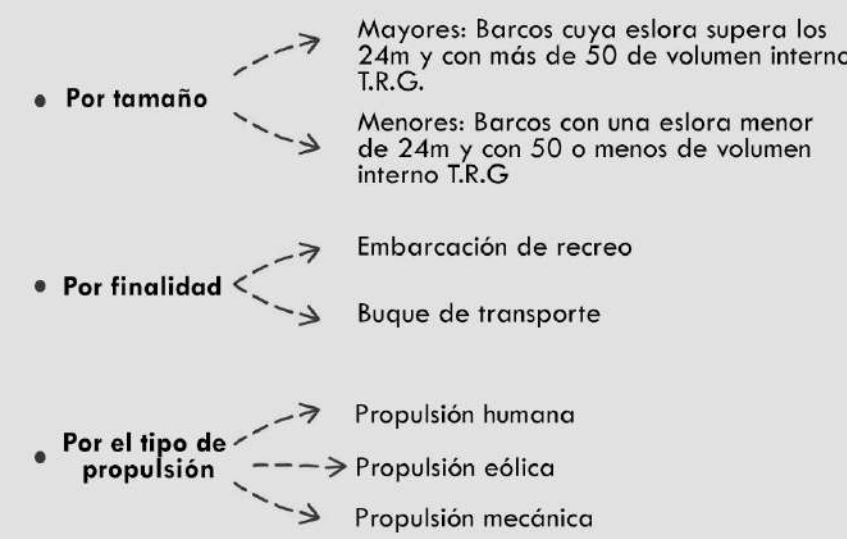 Mayores: Barcos cuya eslora supera los
24m y con más de 50 de volumen interno
T.R.G.
• Por tamaño
Menores: Barcos con una eslora menor
de 24m y con 50 o menos de volumen
interno T.R.G
Embarcación de recreo
• Por finalidad
Buque de transporte
Propulsión humana
• Por el tipo de
propulsión
Propulsión eólica
Propulsión mecánica